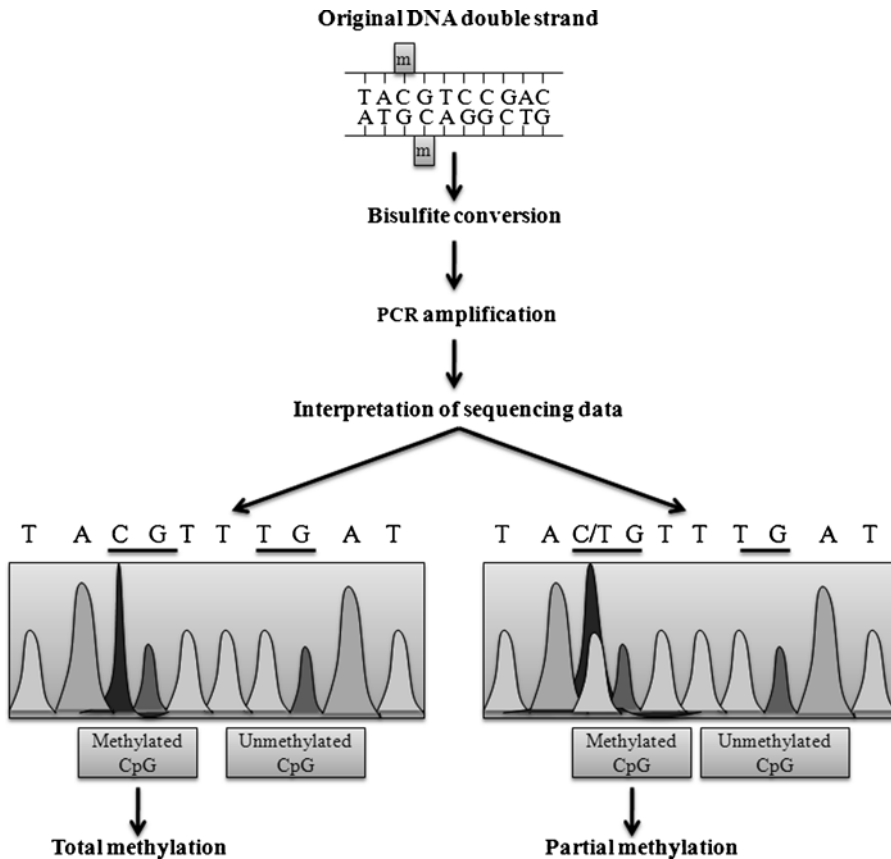 Original DNA double strand
m
T A C G T C C G A C
A T G C A G G C T G
m
Bisulfite conversion
PCR amplification
Interpretation of sequencing data
T A C G T T T G A T
T A C/T G T T T G A T
Methylated
CpG
Unmethylated
CpG
Methylated
CpG
Unmethylated
CpG
Total methylation
Partial methylation